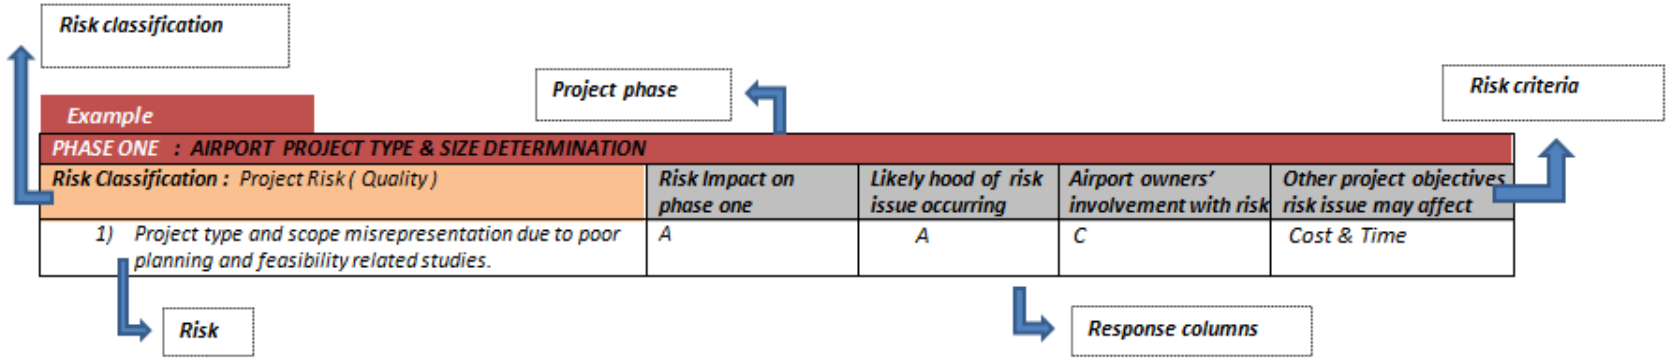 Risk classification
Project phase
Risk criteria
Example
PHASE ONE : AIRPORT PROJECT TYPE & SIZE DETERMINATION
Risk Classification : Project Risk ( Quality )
Risk Impact on
phase one
Likely hood of risk
issue occurring
Airport owners'
involvement with risk
Other project objectives
risk issue may affect
1) Project type and scope misrepresentation due to poor
planning and feasibility related studies.
A
A
C
Cost & Time
Risk
Response columns